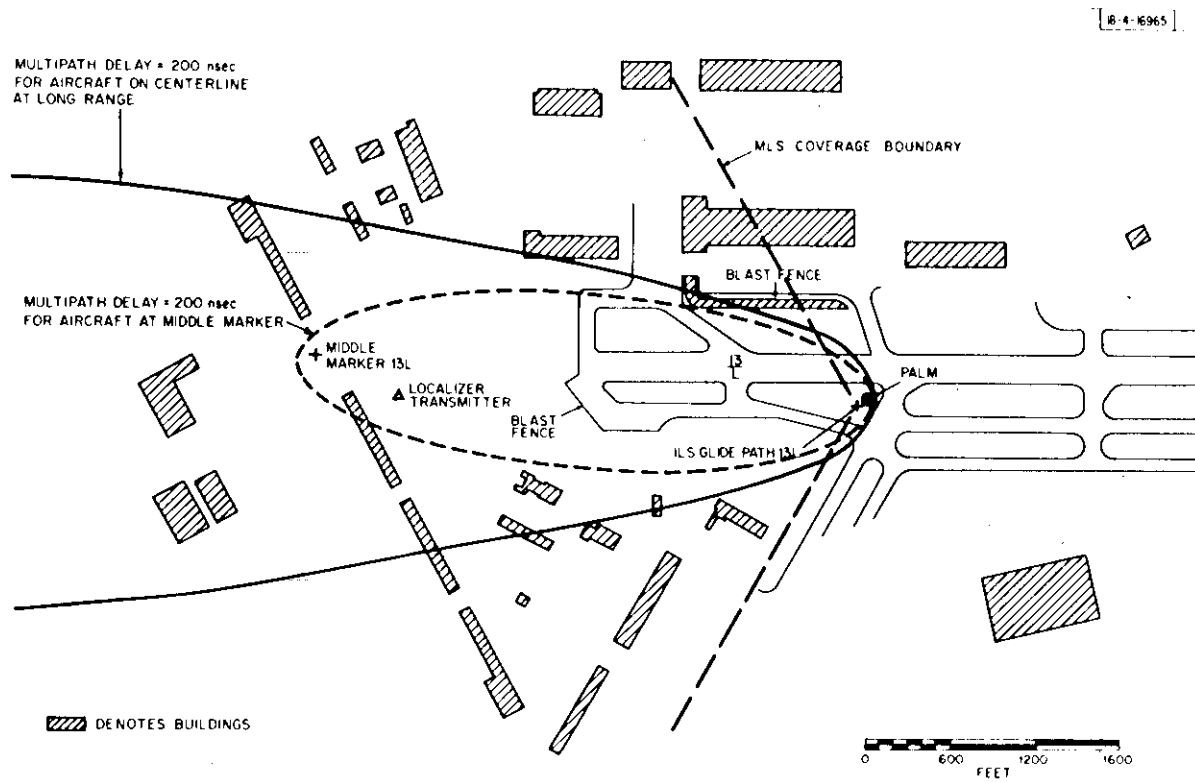 18-4-16965
MULTIPATH DELAY = 200 nsec
FOR AIRCRAFT ON CENTERLINE
AT LONG RANGE
MLS COVERAGE BOUNDARY
BLAST FENCE
MULTIPATH DELAY = 200 nsec
FOR AIRCRAFT AT MIDDLE MARKER
MIDDLE
MARKER 13L
LOCALIZER
TRANSMITTER
13
L
PALM
BLAST
FENCE
ILS GLIDE PATH 13L
DENOTES BUILDINGS
0 600 1200 1600
FEET